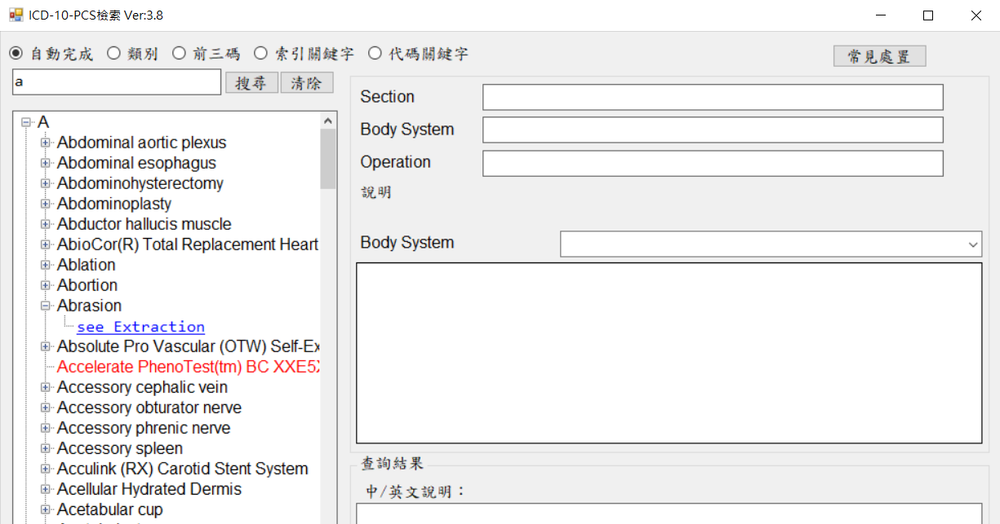 ICD-10-PCS檢索 Ver:3.8
自動完成 類別 前三碼 索引關鍵字 代碼關鍵字
常見處置
a 搜尋 清除
Section
Body System
Operation
說明
Body System
A
Abdominal aortic plexus
Abdominal esophagus
Abdominohysterectomy
Abdominoplasty
Abductor hallucis muscle
AbioCor(R) Total Replacement Heart
Ablation
Abortion
Abrasion
see Extraction
Absolute Pro Vascular (OTW) Self-Ex
Accelerate PhenoTest(tm) BC XXE5X
Accessory cephalic vein
Accessory obturator nerve
Accessory phrenic nerve
Accessory spleen
Acculink (RX) Carotid Stent System
Acellular Hydrated Dermis
Acetabular cup
查詢結果
中/英文說明：